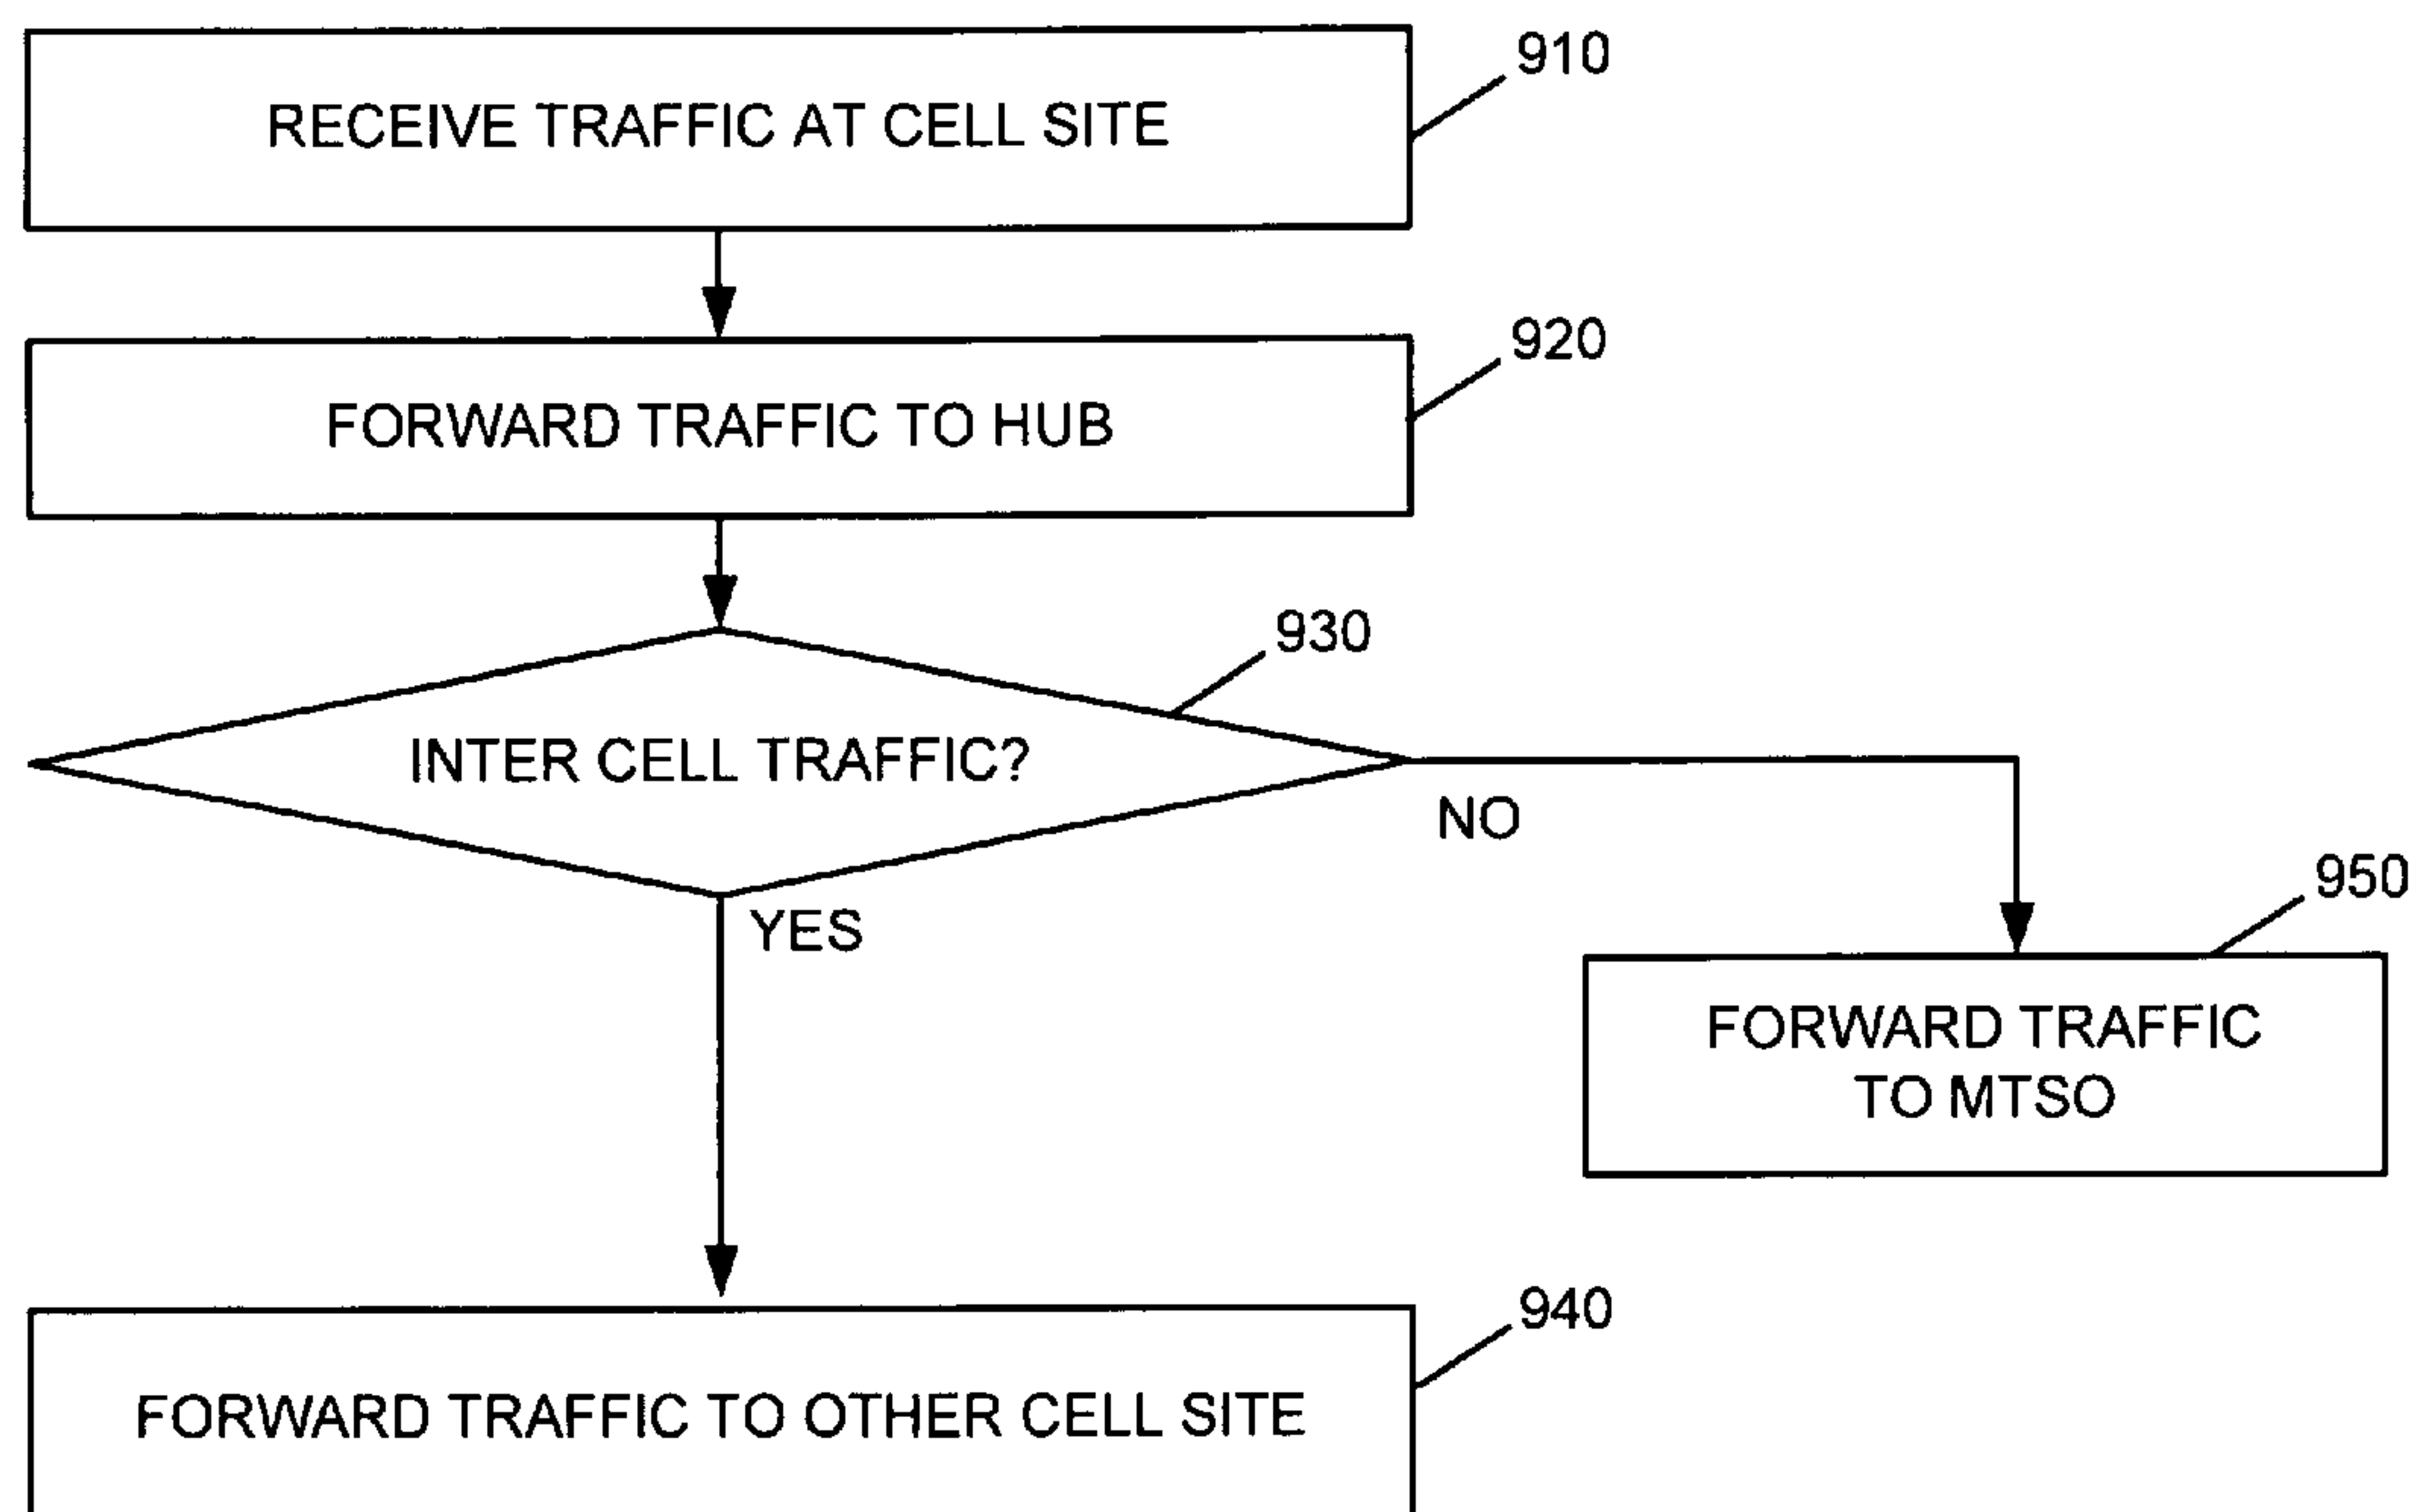 910
RECEIVE TRAFFIC AT CELL SITE
920
FORWARD TRAFFIC TO HUB
930
INTER CELL TRAFFIC?
NO
YES
950
FORWARD TRAFFIC
TO MTSO
940
FORWARD TRAFFIC TO OTHER CELL SITE